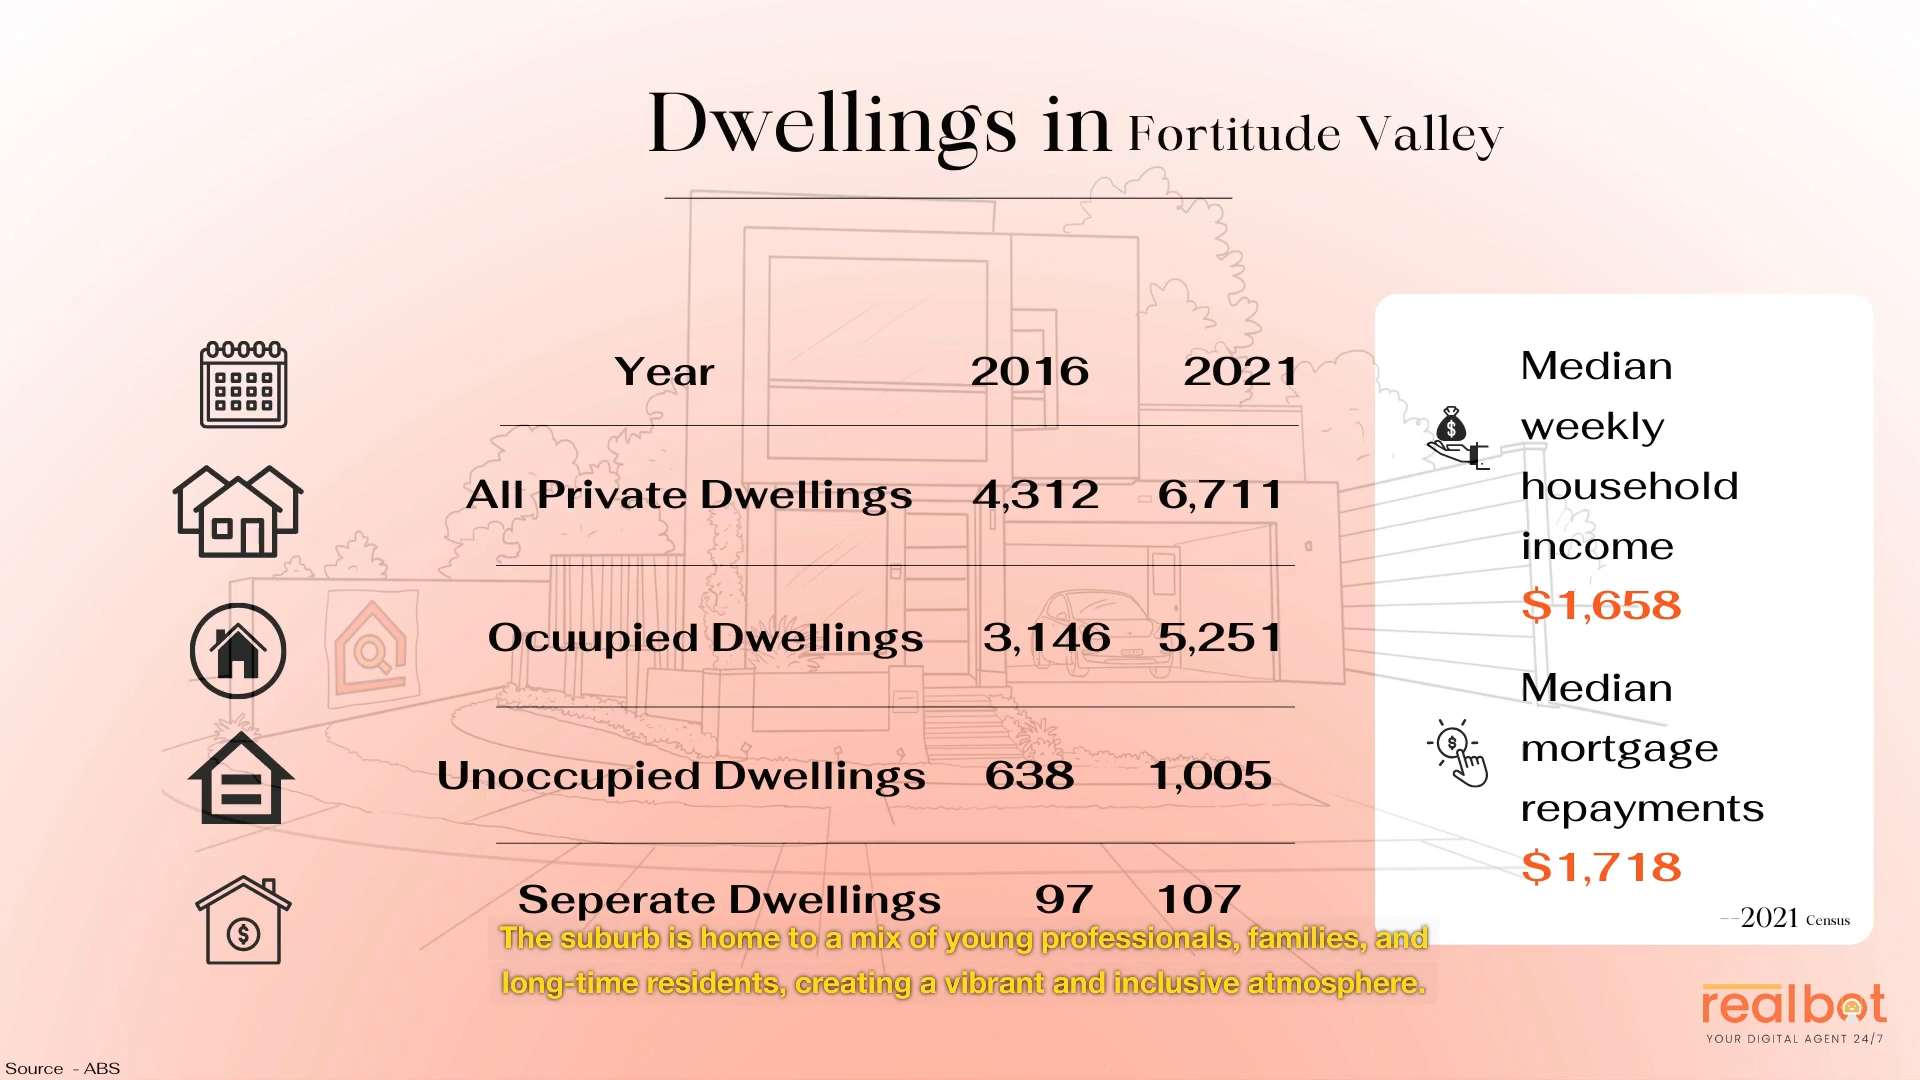 Dwellings in Fortitude Valley
Year 2016 2021
All Private Dwellings 4,312 6,711
Ocuupied Dwellings 3,146 5,251
Unoccupied Dwellings 638 1,005
Seperate Dwellings 97 107
Median
weekly
household
income
$1,658
Median
mortgage
repayments
$1,718
--2021 Census
The suburb is home to a mix of young professionals, families, and
long-time residents, creating a vibrant and inclusive atmosphere.
realbot
YOUR DIGITAL AGENT 24/7
Source - ABS